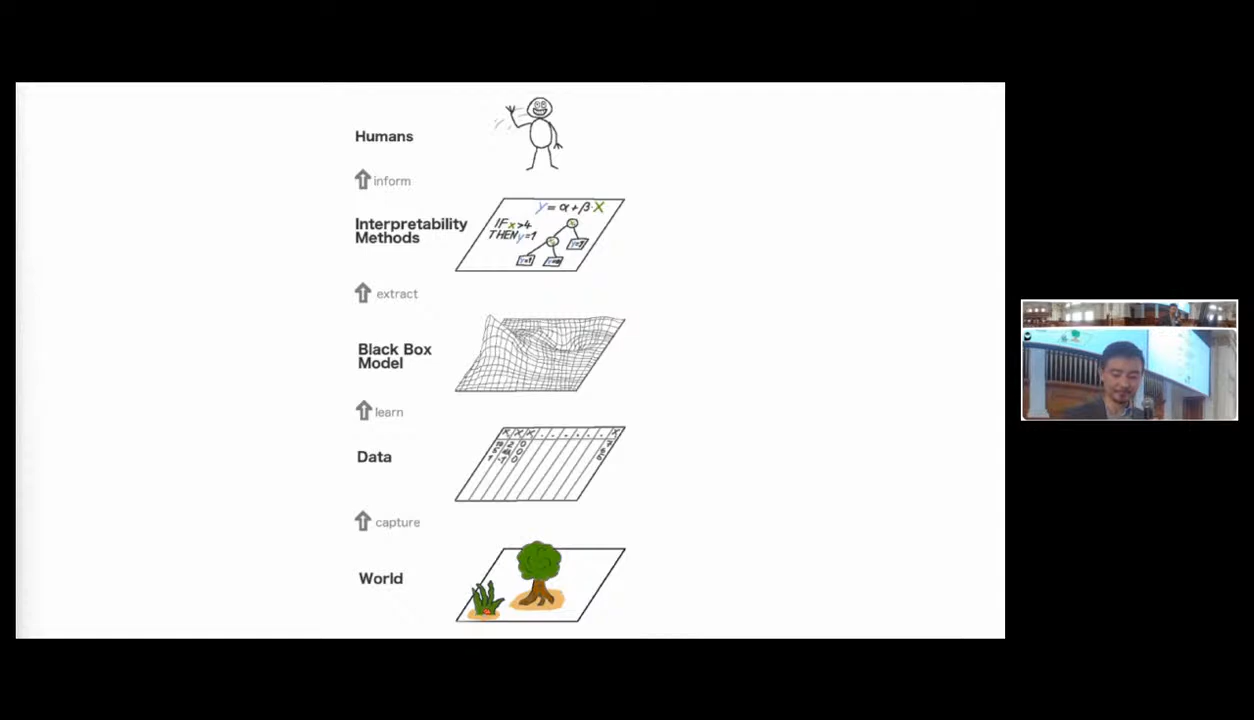 Humans
inform
Interpretability
Methods
Y = α + β · X
IF x>4
THEN y=1
extract
Black Box
Model
learn
Data
capture
World